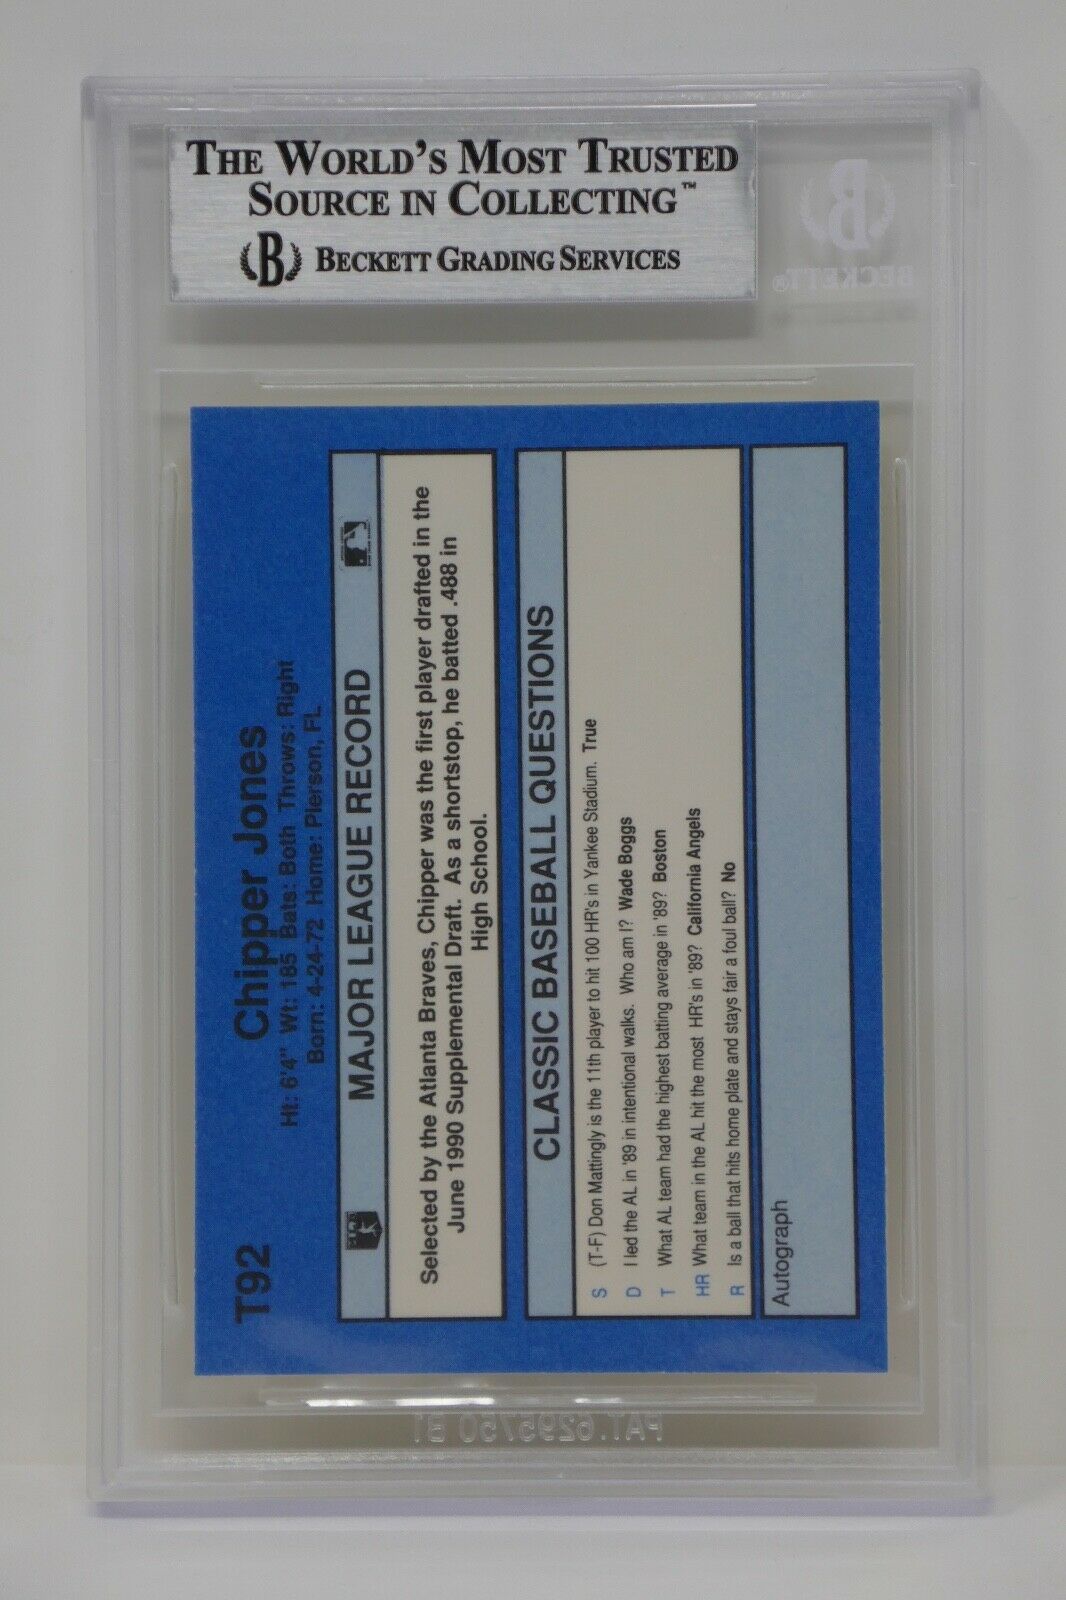 THE WORLD'S MOST TRUSTED
SOURCE IN COLLECTING™
B BECKETT GRADING SERVICES
B
BECKETT®
T92
Chipper Jones
Ht: 6'4" Wt: 185 Bats: Both Throws: Right
Born: 4-24-72 Home: Pierson, FL
MAJOR LEAGUE RECORD
Selected by the Atlanta Braves, Chipper was the first player drafted in the
June 1990 Supplemental Draft. As a shortstop, he batted .488 in
High School.
CLASSIC BASEBALL QUESTIONS
S (T-F) Don Mattingly is the 11th player to hit 100 HR's in Yankee Stadium. True
D I led the AL in '89 in intentional walks. Who am I? Wade Boggs
T What AL team had the highest batting average in '89? Boston
HR What team in the AL hit the most HR's in '89? California Angels
R Is a ball that hits home plate and stays fair a foul ball? No
Autograph
PAT.6295750 B1